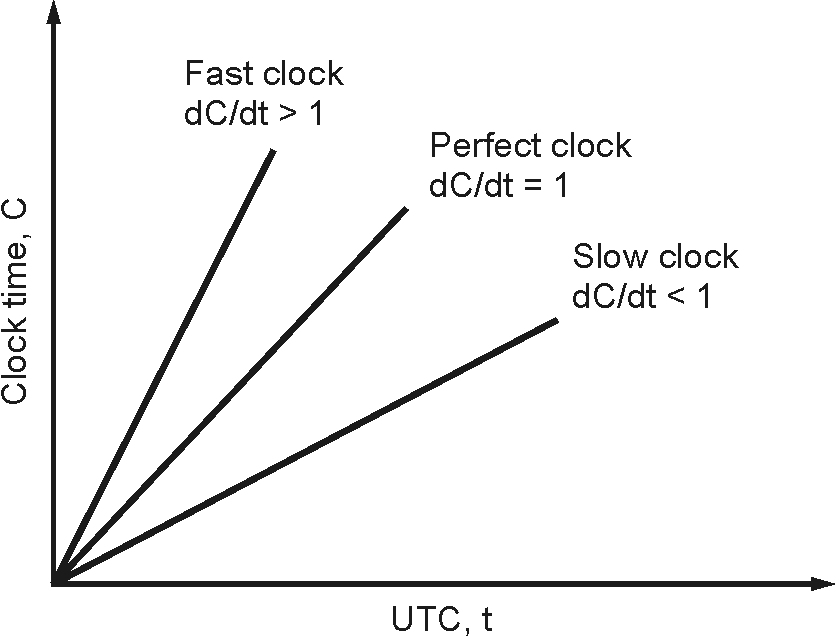 Fast clock
dC/dt > 1
Perfect clock
dC/dt = 1
Slow clock
dC/dt < 1
Clock time, C
UTC, t